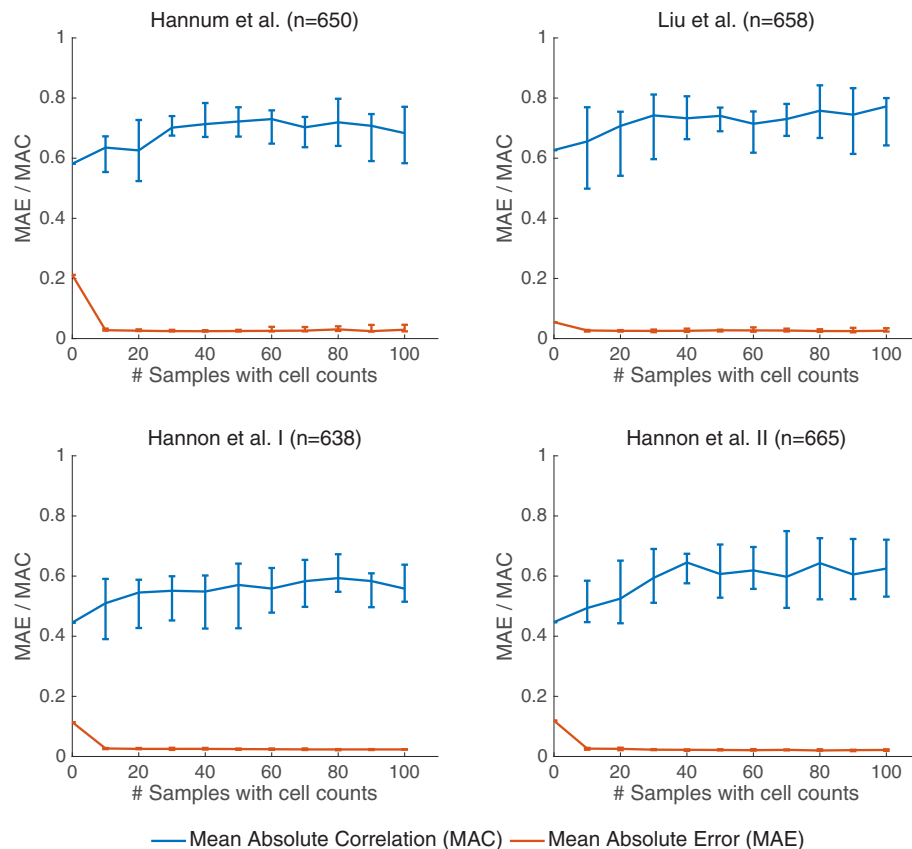 Hannum et al. (n=650)
1
0.8
0.6
0.4
0.2
0
MAE / MAC
0 20 40 60 80 100
# Samples with cell counts
Liu et al. (n=658)
1
0.8
0.6
0.4
0.2
0
MAE / MAC
0 20 40 60 80 100
# Samples with cell counts
Hannon et al. I (n=638)
1
0.8
0.6
0.4
0.2
0
MAE / MAC
0 20 40 60 80 100
# Samples with cell counts
Hannon et al. II (n=665)
1
0.8
0.6
0.4
0.2
0
MAE / MAC
0 20 40 60 80 100
# Samples with cell counts
Mean Absolute Correlation (MAC) Mean Absolute Error (MAE)